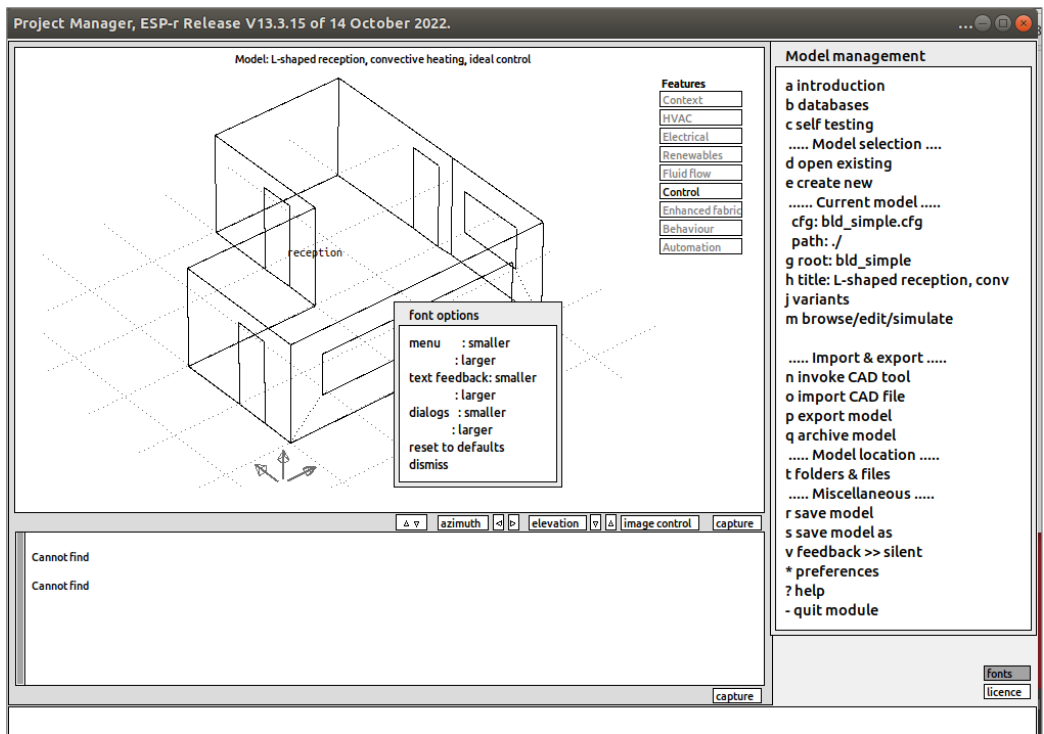 Project Manager, ESP-r Release V13.3.15 of 14 October 2022.
Model: L-shaped reception, convective heating, ideal control
Features
Context
HVAC
Electrical
Renewables
Fluid flow
Control
Enhanced fabric
Behaviour
Automation
reception
font options
menu : smaller
: larger
text feedback: smaller
: larger
dialogs : smaller
: larger
reset to defaults
dismiss
azimuth
elevation
image control
capture
Cannot find
Cannot find
capture
Model management
a introduction
b databases
c self testing
..... Model selection ....
d open existing
e create new
...... Current model .....
cfg: bld_simple.cfg
path: ./
g root: bld_simple
h title: L-shaped reception, conv
j variants
m browse/edit/simulate
..... Import & export .....
n invoke CAD tool
o import CAD file
p export model
q archive model
..... Model location .....
t folders & files
..... Miscellaneous .....
r save model
s save model as
v feedback >> silent
* preferences
? help
- quit module
fonts
licence